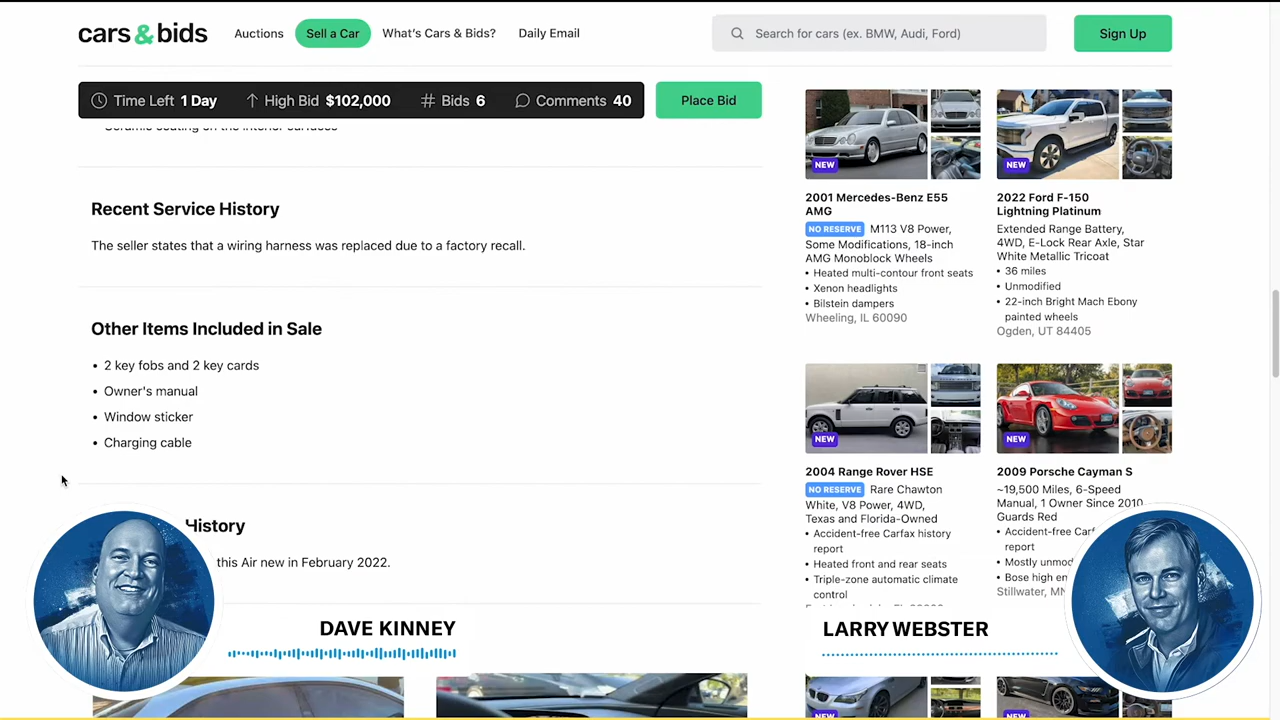 cars & bids
Auctions
Sell a Car
What's Cars & Bids?
Daily Email
Search for cars (ex. BMW, Audi, Ford)
Sign Up
Time Left 1 Day
High Bid $102,000
# Bids 6
Comments 40
Place Bid
Ceramic coating on the interior surfaces
Recent Service History
The seller states that a wiring harness was replaced due to a factory recall.
Other Items Included in Sale
• 2 key fobs and 2 key cards
• Owner's manual
• Window sticker
• Charging cable
History
this Air new in February 2022.
DAVE KINNEY
NEW
2001 Mercedes-Benz E55
AMG
NO RESERVE M113 V8 Power,
Some Modifications, 18-inch
AMG Monoblock Wheels
• Heated multi-contour front seats
• Xenon headlights
• Bilstein dampers
Wheeling, IL 60090
NEW
2022 Ford F-150
Lightning Platinum
Extended Range Battery,
4WD, E-Lock Rear Axle, Star
White Metallic Tricoat
• 36 miles
• Unmodified
• 22-inch Bright Mach Ebony
painted wheels
Ogden, UT 84405
NEW
2004 Range Rover HSE
NO RESERVE Rare Chawton
White, V8 Power, 4WD,
Texas and Florida-Owned
• Accident-free Carfax history
report
• Heated front and rear seats
• Triple-zone automatic climate
control
NEW
2009 Porsche Cayman S
~19,500 Miles, 6-Speed
Manual, 1 Owner Since 2010,
Guards Red
• Accident-free
report
• Mostly
• Bose high
Stillwater,
LARRY WEBSTER
NEW
NEW